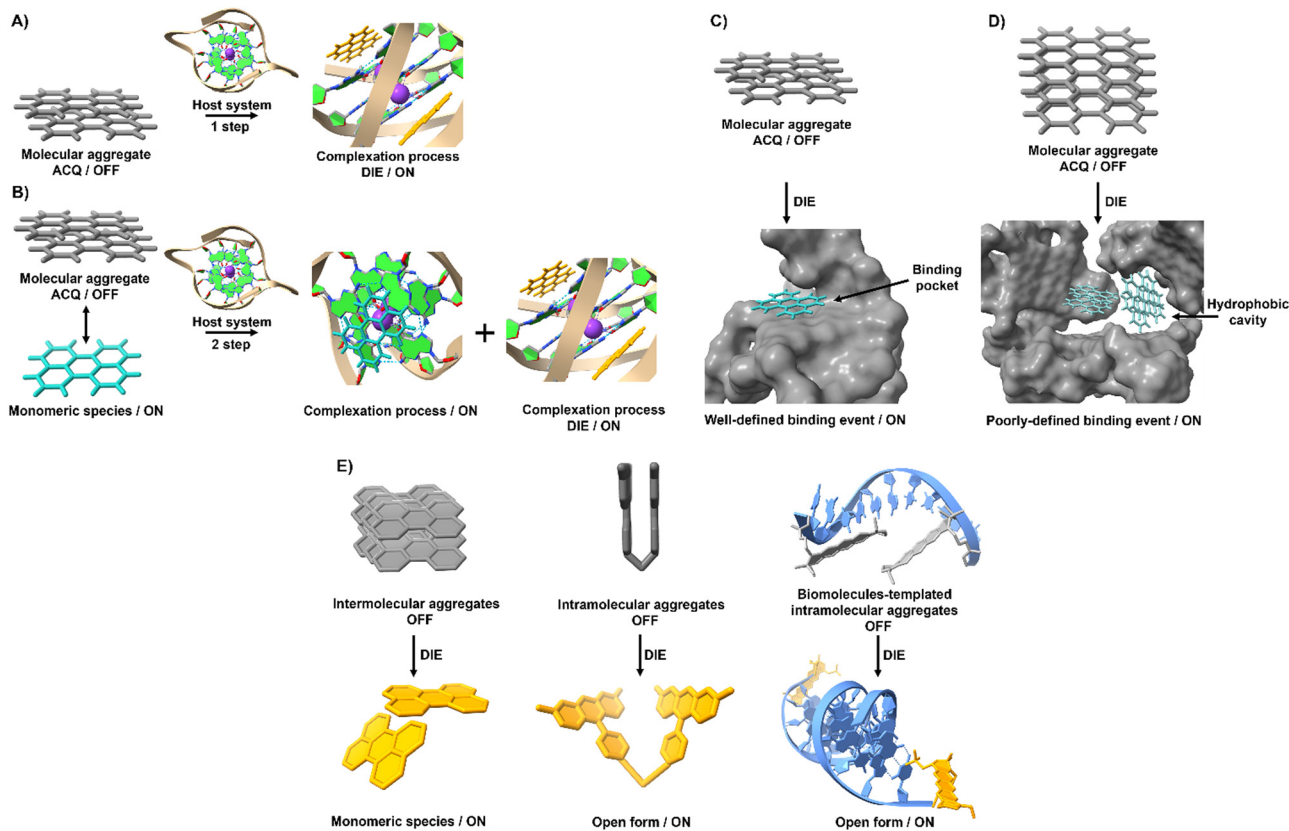 A)
Host system
1 step
Molecular aggregate
ACQ / OFF
Complexation process
DIE / ON
B)
Molecular aggregate
ACQ / OFF
Host system
2 step
Monomeric species / ON
Complexation process / ON
+
Complexation process
DIE / ON
C)
Molecular aggregate
ACQ / OFF
DIE
Binding
pocket
Well-defined binding event / ON
D)
Molecular aggregate
ACQ / OFF
DIE
Hydrophobic
cavity
Poorly-defined binding event / ON
E)
Intermolecular aggregates
OFF
DIE
Monomeric species / ON
Intramolecular aggregates
OFF
DIE
Open form / ON
Biomolecules-templated
intramolecular aggregates
OFF
DIE
Open form / ON